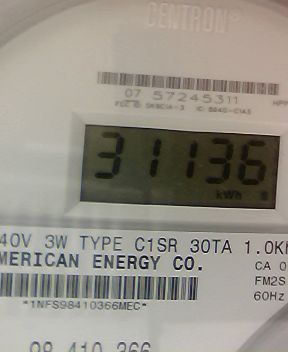 CENTRON®
07 57245311
31136
kWh
40V 3W TYPE C1SR 30TA 1.0K
MERICAN ENERGY CO.
CA 0
FM2S
60Hz
*1NFS98410366MEC*
98 410 366